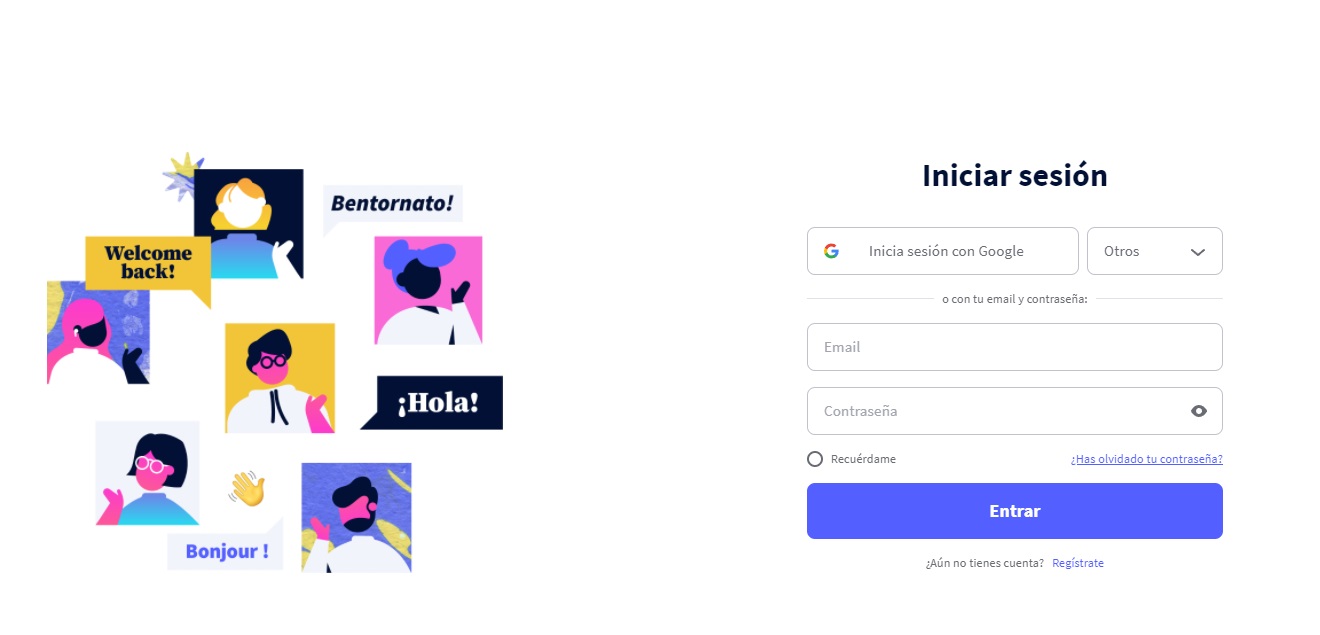 Bentornato!
Welcome
back!
¡Hola!
Bonjour !
Iniciar sesión
Inicia sesión con Google
Otros
o con tu email y contraseña:
Email
Contraseña
Recuérdame
¿Has olvidado tu contraseña?
Entrar
¿Aún no tienes cuenta? Regístrate